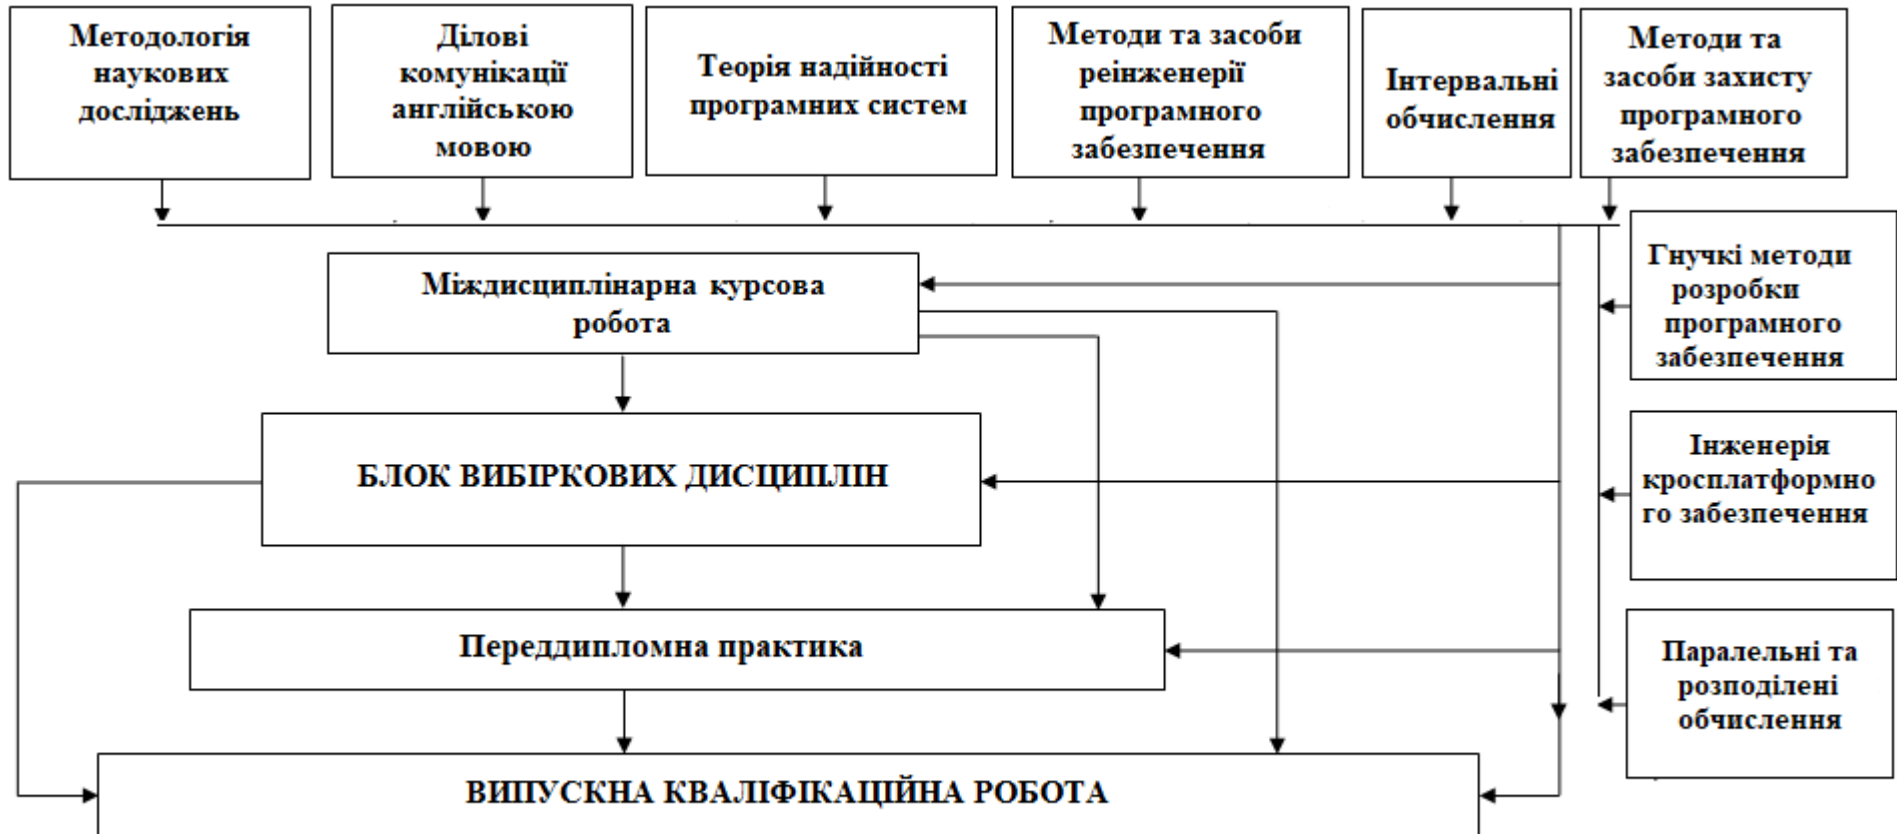 Методологія
наукових
досліджень
Ділові
комунікації
англійською
мовою
Теорія надійності
програмних систем
Методи та засоби
реінженерії
програмного
забезпечення
Інтервальні
обчислення
Методи та
засоби захисту
програмного
забезпечення
Гнучкі методи
розробки
програмного
забезпечення
Міждисциплінарна курсова
робота
БЛОК ВИБІРКОВИХ ДИСЦИПЛІН
Інженерія
кросплатформно
го забезпечення
Переддипломна практика
Паралельні та
розподілені
обчислення
ВИПУСКНА КВАЛІФІКАЦІЙНА РОБОТА